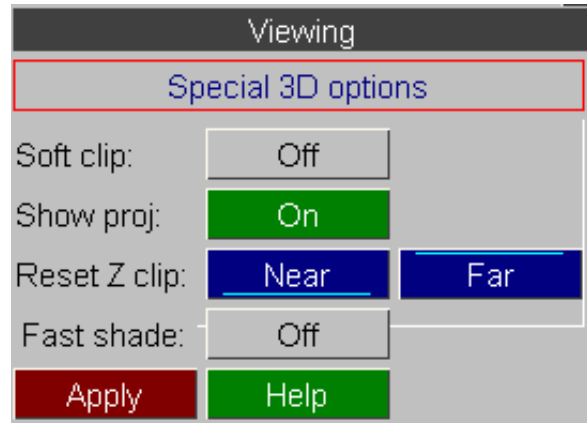 Viewing
Special 3D options
Soft clip: Off
Show proj: On
Reset Z clip: Near Far
Fast shade: Off
Apply Help